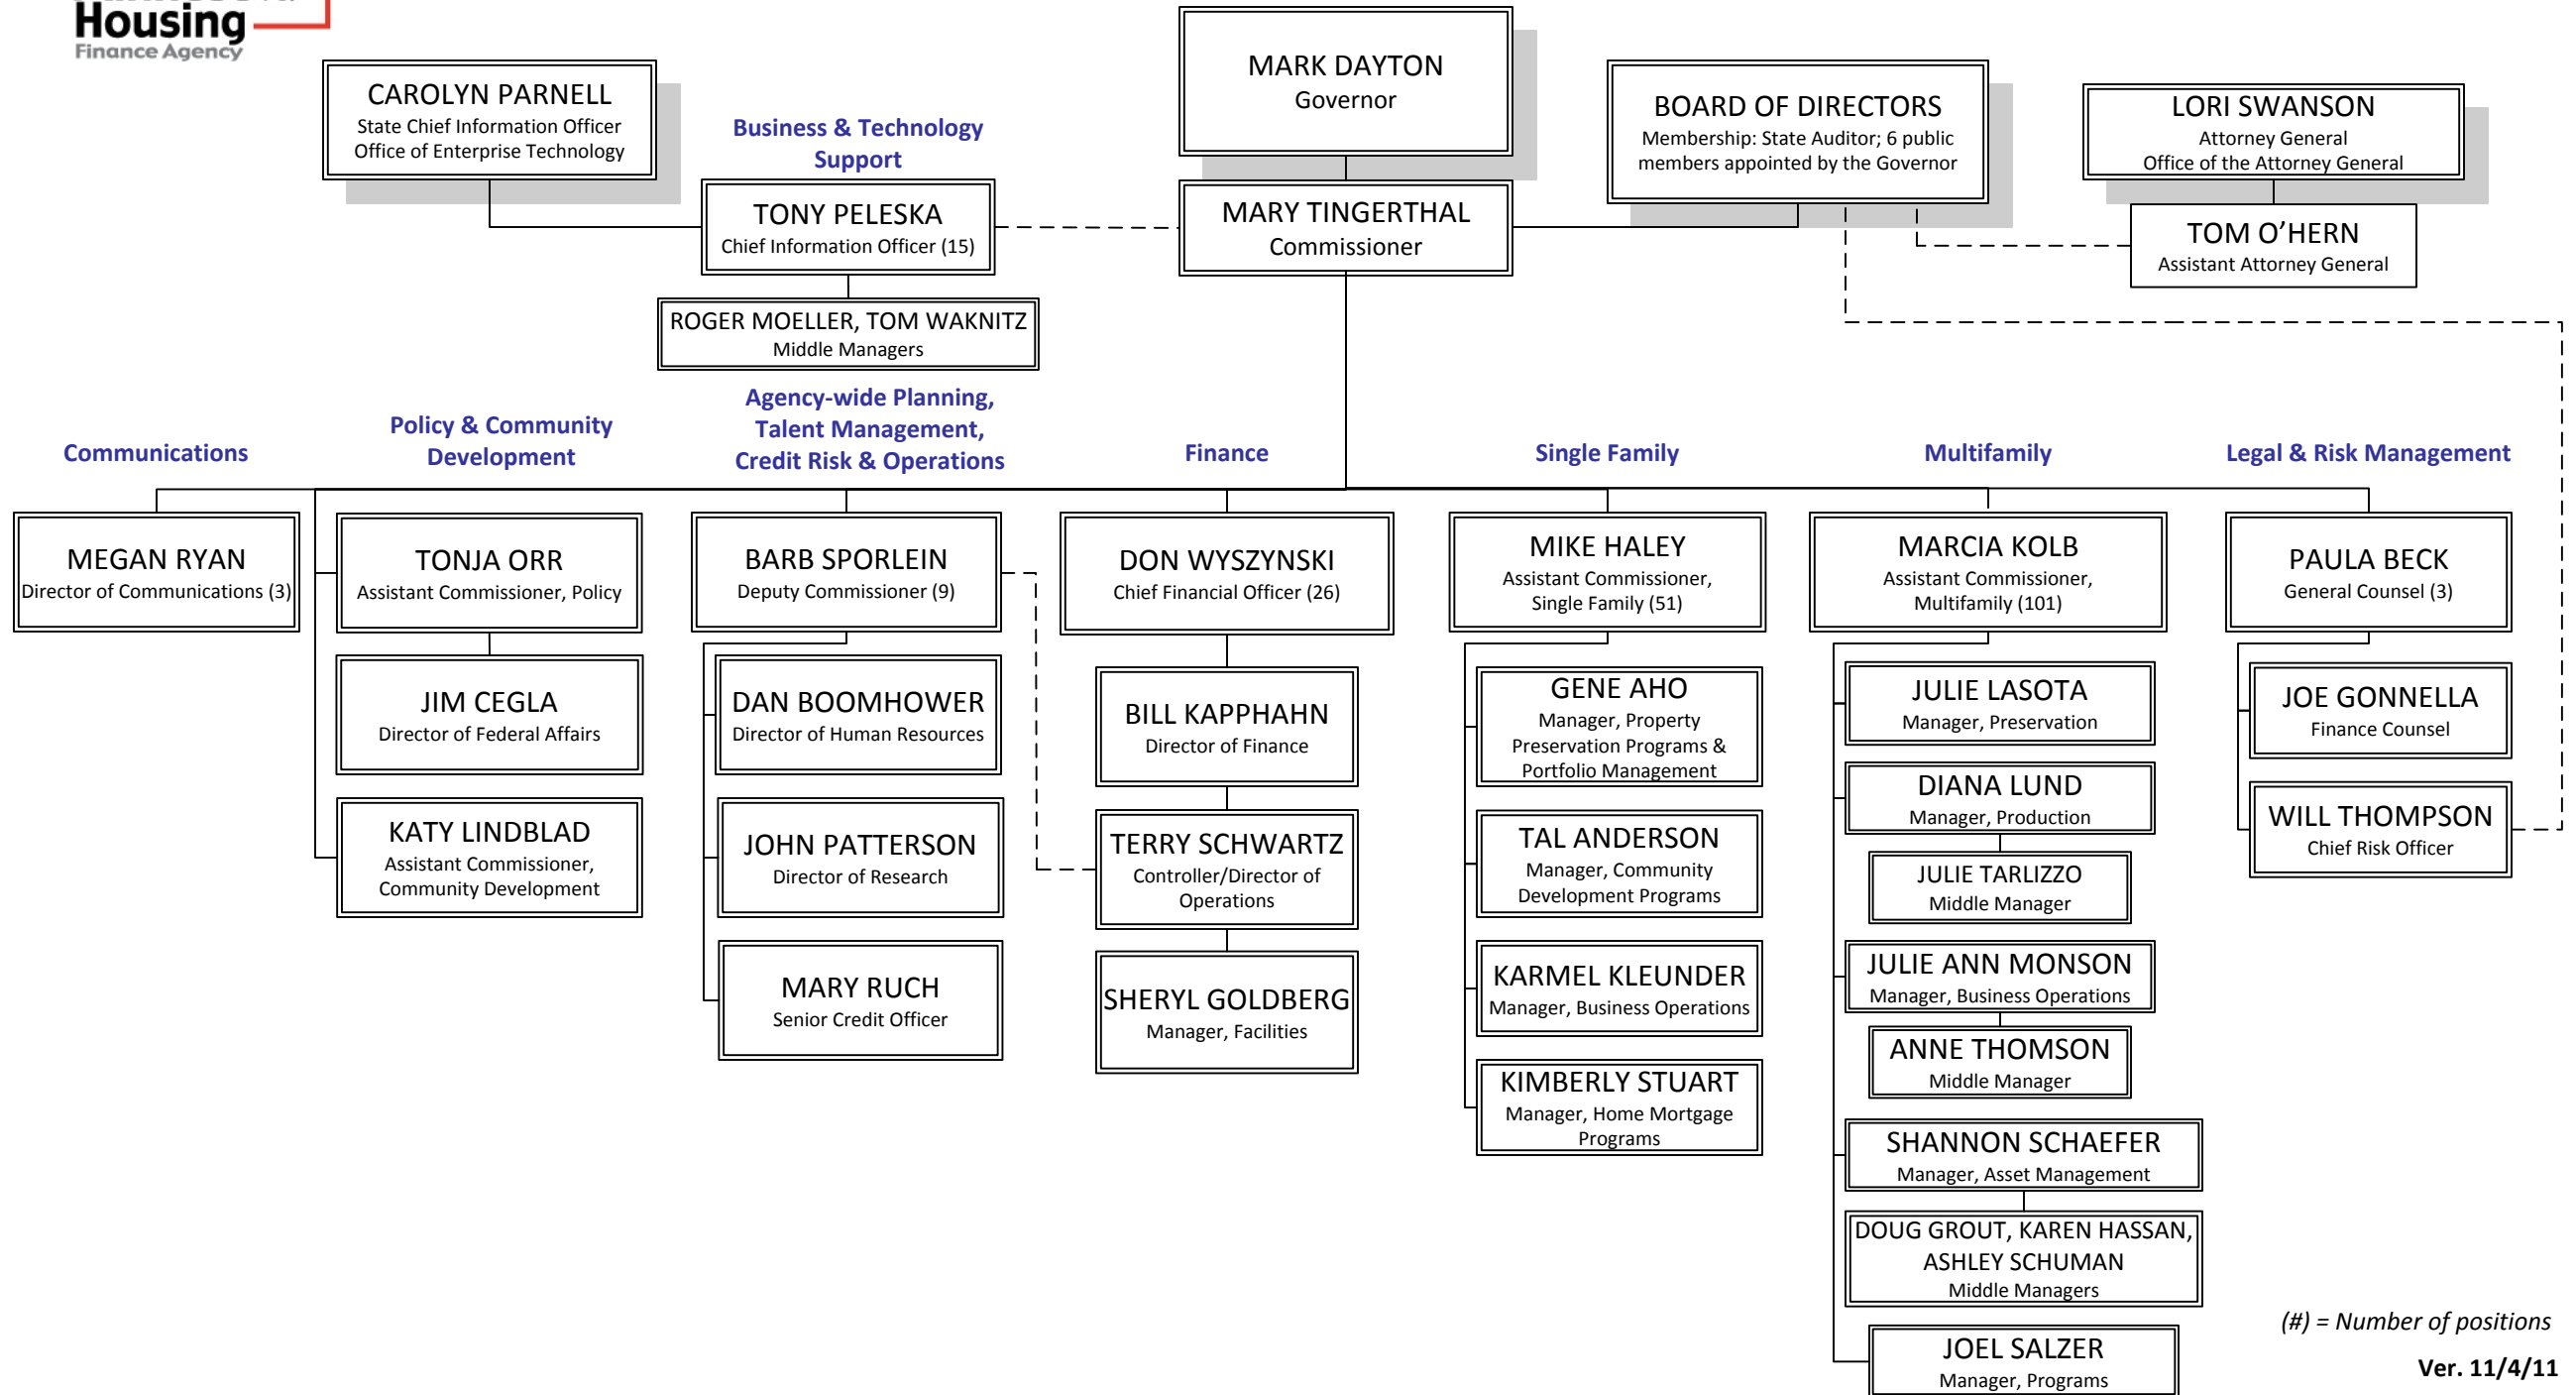 Housing
Finance Agency
CAROLYN PARNELL
State Chief Information Officer
Office of Enterprise Technology
Business & Technology
Support
MARK DAYTON
Governor
BOARD OF DIRECTORS
Membership: State Auditor; 6 public
members appointed by the Governor
LORI SWANSON
Attorney General
Office of the Attorney General
TONY PELESKA
Chief Information Officer (15)
MARY TINGERTHAL
Commissioner
TOM O’HERN
Assistant Attorney General
ROGER MOELLER, TOM WAKNITZ
Middle Managers
Communications
Policy & Community
Development
Agency-wide Planning,
Talent Management,
Credit Risk & Operations
Finance
Single Family
Multifamily
Legal & Risk Management
MEGAN RYAN
Director of Communications (3)
TONJA ORR
Assistant Commissioner, Policy
JIM CEGLA
Director of Federal Affairs
KATY LINDBLAD
Assistant Commissioner,
Community Development
BARB SPORLEIN
Deputy Commissioner (9)
DAN BOOMHOWER
Director of Human Resources
JOHN PATTERSON
Director of Research
MARY RUCH
Senior Credit Officer
DON WYSZYNSKI
Chief Financial Officer (26)
BILL KAPPHAHN
Director of Finance
TERRY SCHWARTZ
Controller/Director of
Operations
SHERYL GOLDBERG
Manager, Facilities
MIKE HALEY
Assistant Commissioner,
Single Family (51)
GENE AHO
Manager, Property
Preservation Programs &
Portfolio Management
TAL ANDERSON
Manager, Community
Development Programs
KARMEL KLEUNDER
Manager, Business Operations
KIMBERLY STUART
Manager, Home Mortgage
Programs
MARCIA KOLB
Assistant Commissioner,
Multifamily (101)
JULIE LASOTA
Manager, Preservation
DIANA LUND
Manager, Production
JULIE TARLIZZO
Middle Manager
JULIE ANN MONSON
Manager, Business Operations
ANNE THOMSON
Middle Manager
SHANNON SCHAEFER
Manager, Asset Management
DOUG GROUT, KAREN HASSAN,
ASHLEY SCHUMAN
Middle Managers
JOEL SALZER
Manager, Programs
PAULA BECK
General Counsel (3)
JOE GONNELLA
Finance Counsel
WILL THOMPSON
Chief Risk Officer
(#) = Number of positions
Ver. 11/4/11